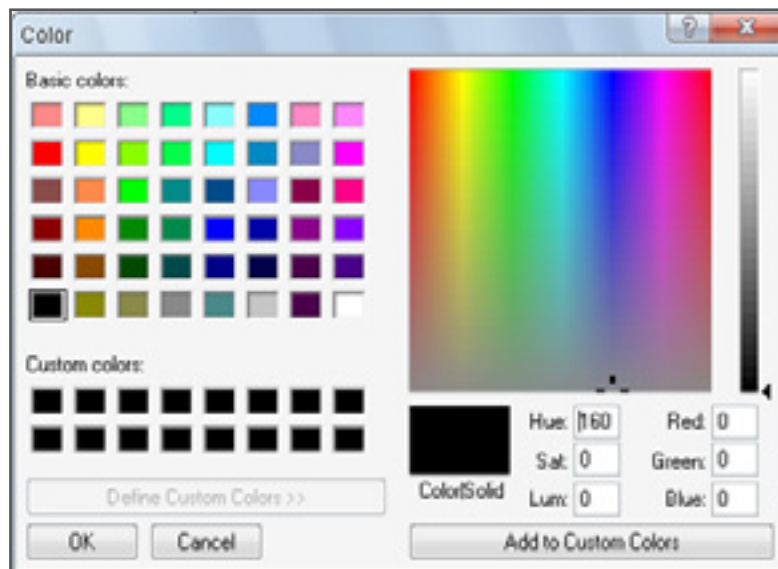 Color
Basic colors:
Custom colors:
Define Custom Colors >>
OK Cancel
Hue: 160 Red: 0
Sat: 0 Green: 0
Color|Solid Lum: 0 Blue: 0
Add to Custom Colors